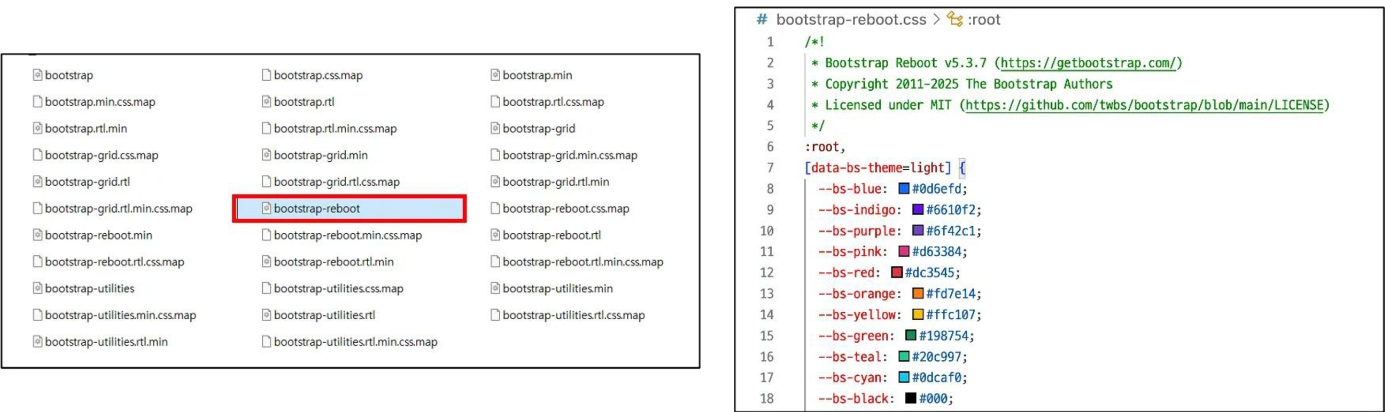 bootstrap
bootstrap.css.map
bootstrap.min
bootstrap.min.css.map
bootstrap.rtl
bootstrap.rtl.css.map
bootstrap.rtl.min
bootstrap.rtl.min.css.map
bootstrap-grid
bootstrap-grid.css.map
bootstrap-grid.min
bootstrap-grid.min.css.map
bootstrap-grid.rtl
bootstrap-grid.rtl.css.map
bootstrap-grid.rtl.min
bootstrap-grid.rtl.min.css.map
bootstrap-reboot
bootstrap-reboot.css.map
bootstrap-reboot.min
bootstrap-reboot.min.css.map
bootstrap-reboot.rtl
bootstrap-reboot.rtl.css.map
bootstrap-reboot.rtl.min
bootstrap-reboot.rtl.min.css.map
bootstrap-utilities
bootstrap-utilities.css.map
bootstrap-utilities.min
bootstrap-utilities.min.css.map
bootstrap-utilities.rtl
bootstrap-utilities.rtl.css.map
bootstrap-utilities.rtl.min
bootstrap-utilities.rtl.min.css.map
# bootstrap-reboot.css > :root
1 /*!
2 * Bootstrap Reboot v5.3.7 (https://getbootstrap.com/)
3 * Copyright 2011-2025 The Bootstrap Authors
4 * Licensed under MIT (https://github.com/twbs/bootstrap/blob/main/LICENSE)
5 */
6 :root,
7 [data-bs-theme=light] {
8 --bs-blue: #0d6efd;
9 --bs-indigo: #6610f2;
10 --bs-purple: #6f42c1;
11 --bs-pink: #d63384;
12 --bs-red: #dc3545;
13 --bs-orange: #fd7e14;
14 --bs-yellow: #ffc107;
15 --bs-green: #198754;
16 --bs-teal: #20c997;
17 --bs-cyan: #0dcaf0;
18 --bs-black: #000;